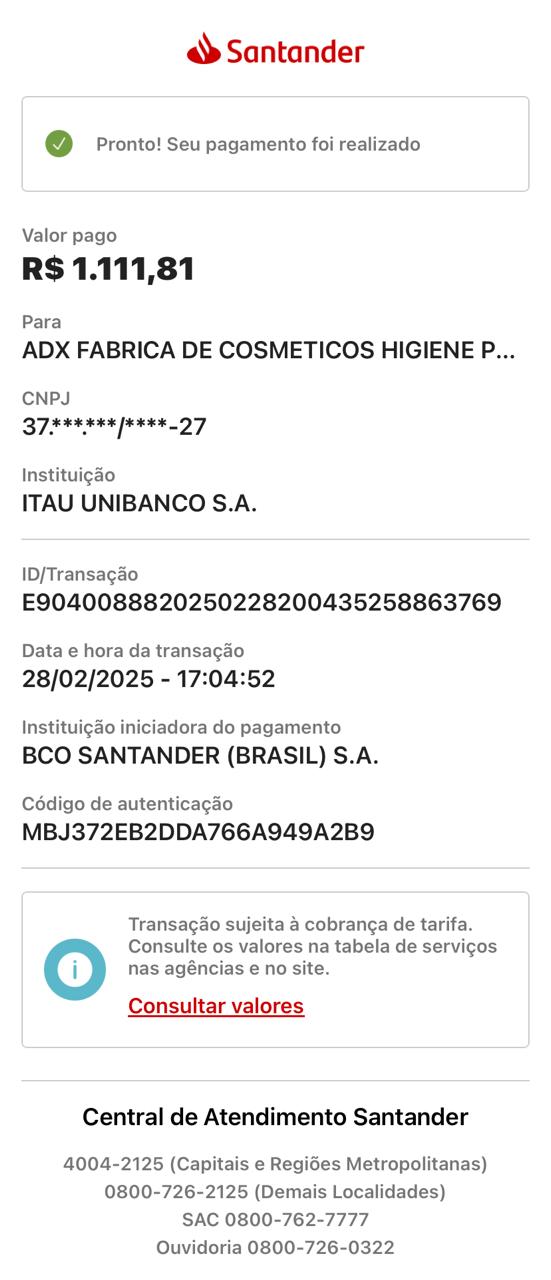 Santander
Pronto! Seu pagamento foi realizado
Valor pago
R$ 1.111,81
Para
ADX FABRICA DE COSMETICOS HIGIENE P...
CNPJ
37.***.***/****-27
Instituição
ITAU UNIBANCO S.A.
ID/Transação
E90400888202502282004352588637​69
Data e hora da transação
28/02/2025 - 17:04:52
Instituição iniciadora do pagamento
BCO SANTANDER (BRASIL) S.A.
Código de autenticação
MBJ372EB2DDA766A949A2B9
Transação sujeita à cobrança de tarifa.
Consulte os valores na tabela de serviços
nas agências e no site.
Consultar valores
Central de Atendimento Santander
4004-2125 (Capitais e Regiões Metropolitanas)
0800-726-2125 (Demais Localidades)
SAC 0800-762-7777
Ouvidoria 0800-726-0322